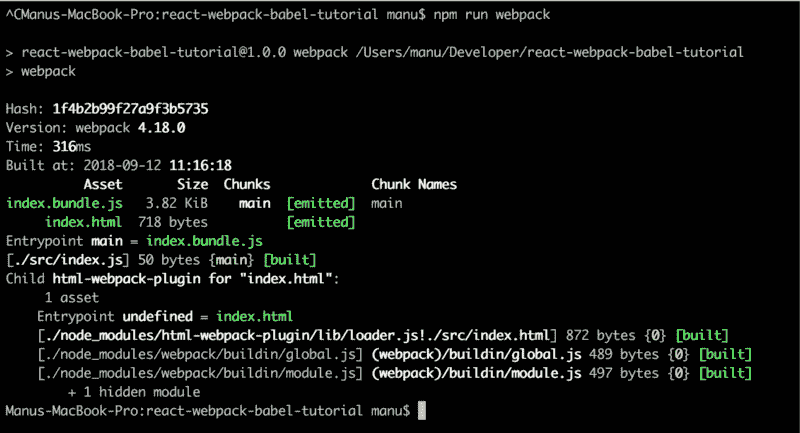 ^CManus-MacBook-Pro:react-webpack-babel-tutorial manu$ npm run webpack
> react-webpack-babel-tutorial@1.0.0 webpack /Users/manu/Developer/react-webpack-babel-tutorial
> webpack
Hash: 1f4b2b99f27a9f3b5735
Version: webpack 4.18.0
Time: 316ms
Built at: 2018-09-12 11:16:18
Asset Size Chunks Chunk Names
index.bundle.js 3.82 KiB main [emitted] main
index.html 718 bytes [emitted]
Entrypoint main = index.bundle.js
[./src/index.js] 50 bytes {main} [built]
Child html-webpack-plugin for "index.html":
1 asset
Entrypoint undefined = index.html
[./node_modules/html-webpack-plugin/lib/loader.js!./src/index.html] 872 bytes {0} [built]
[./node_modules/webpack/buildin/global.js] (webpack)/buildin/global.js 489 bytes {0} [built]
[./node_modules/webpack/buildin/module.js] (webpack)/buildin/module.js 497 bytes {0} [built]
+ 1 hidden module
Manus-MacBook-Pro:react-webpack-babel-tutorial manu$